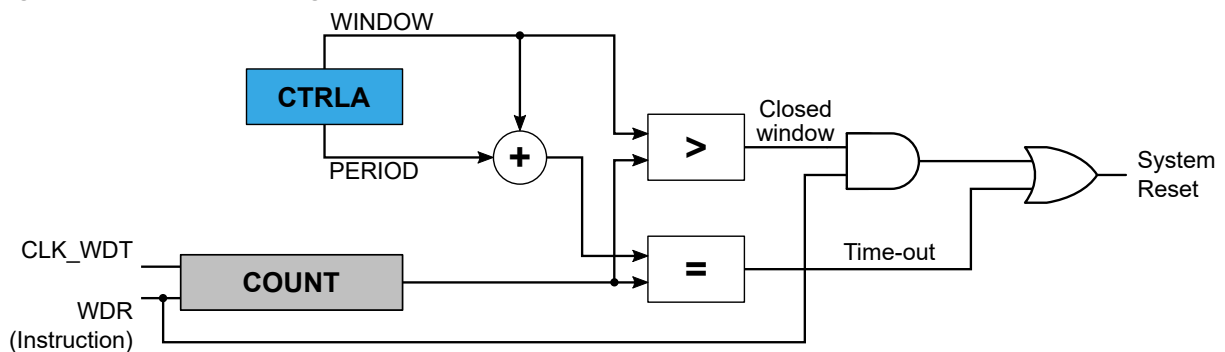 WINDOW
CTRLA
PERIOD
+
>
Closed
window
System
Reset
CLK_WDT
COUNT
WDR
(Instruction)
=
Time-out